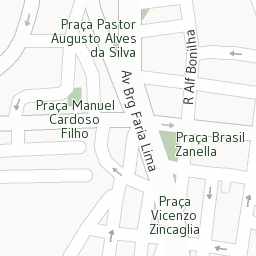 Praça Pastor
Augusto Alves
da Silva
Av Brg Faria Lima
R Alf Bonilha
Praça Manuel
Cardoso
Filho
Praça Brasil
Zanella
Praça
Vicenzo
Zincaglia